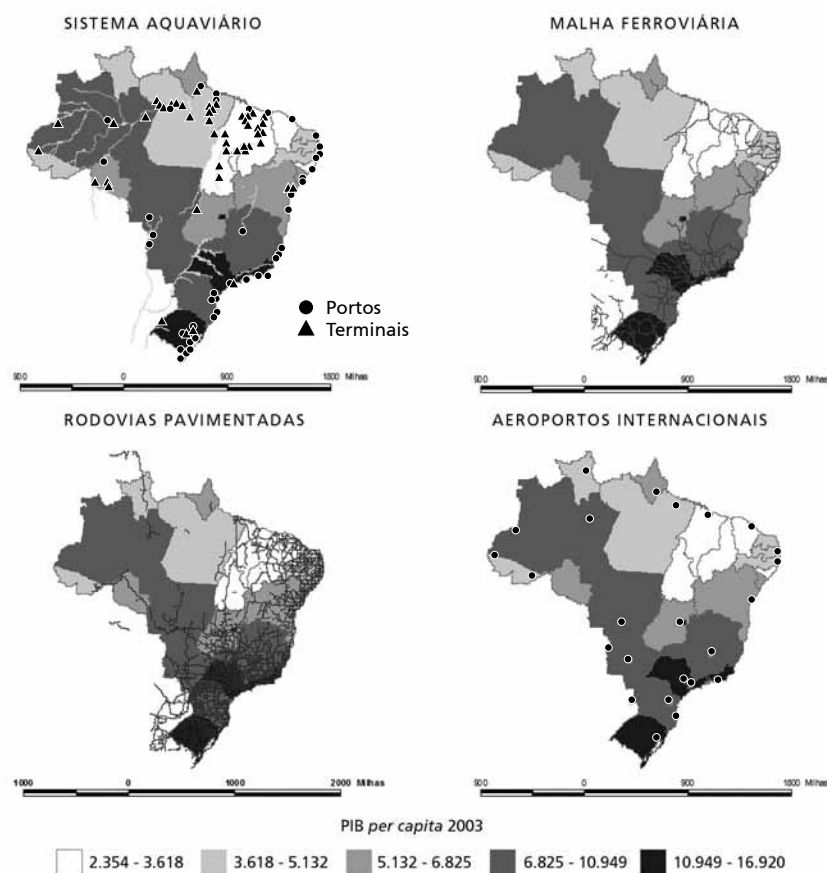 SISTEMA AQUAVIÁRIO
MALHA FERROVIÁRIA
Portos
Terminais
900 0 900 1800 Milhas
900 0 900 1800
RODOVIAS PAVIMENTADAS
AEROPORTOS INTERNACIONAIS
1000 0 1000 2000 Milhas
900 0 900 1800 Milhas
PIB per capita 2003
2.354 - 3.618 3.618 - 5.132 5.132 - 6.825 6.825 - 10.949 10.949 - 16.920